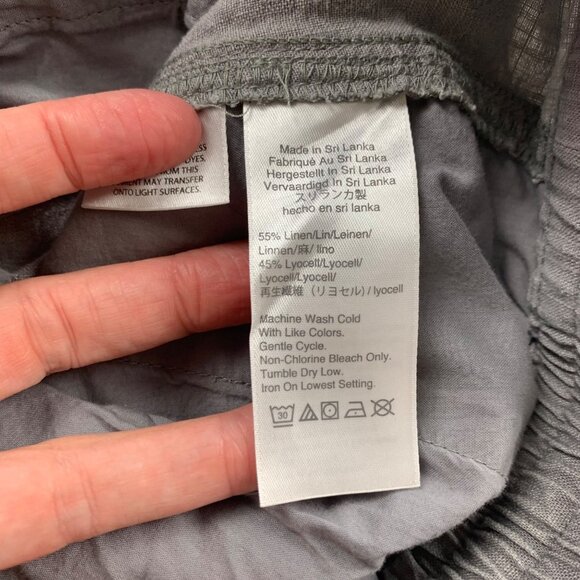 DYES.
FROM THIS
MAY TRANSFER
ONTO LIGHT SURFACES.
Made in Sri Lanka
Fabriqué Au Sri Lanka
Hergestellt In Sri Lanka
Vervaardigd In Sri Lanka
スリランカ製
hecho en sri lanka
55% Linen/Lin/Leinen/
Linnen/麻/ lino
45% Lyocell/Lyocell/
Lyocell/Lyocell/
再生繊維 (リヨセル) /lyocell
Machine Wash Cold
With Like Colors.
Gentle Cycle.
Non-Chlorine Bleach Only.
Tumble Dry Low.
Iron On Lowest Setting.
30